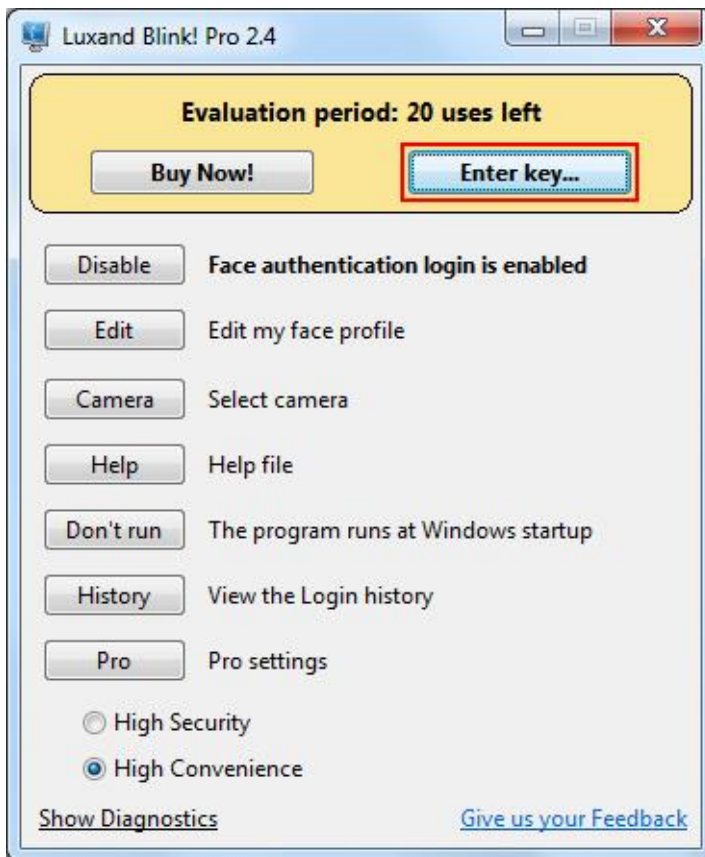 Luxand Blink! Pro 2.4
Evaluation period: 20 uses left
Buy Now! Enter key...
Disable Face authentication login is enabled
Edit Edit my face profile
Camera Select camera
Help Help file
Don't run The program runs at Windows startup
History View the Login history
Pro Pro settings
High Security
High Convenience
Show Diagnostics Give us your Feedback